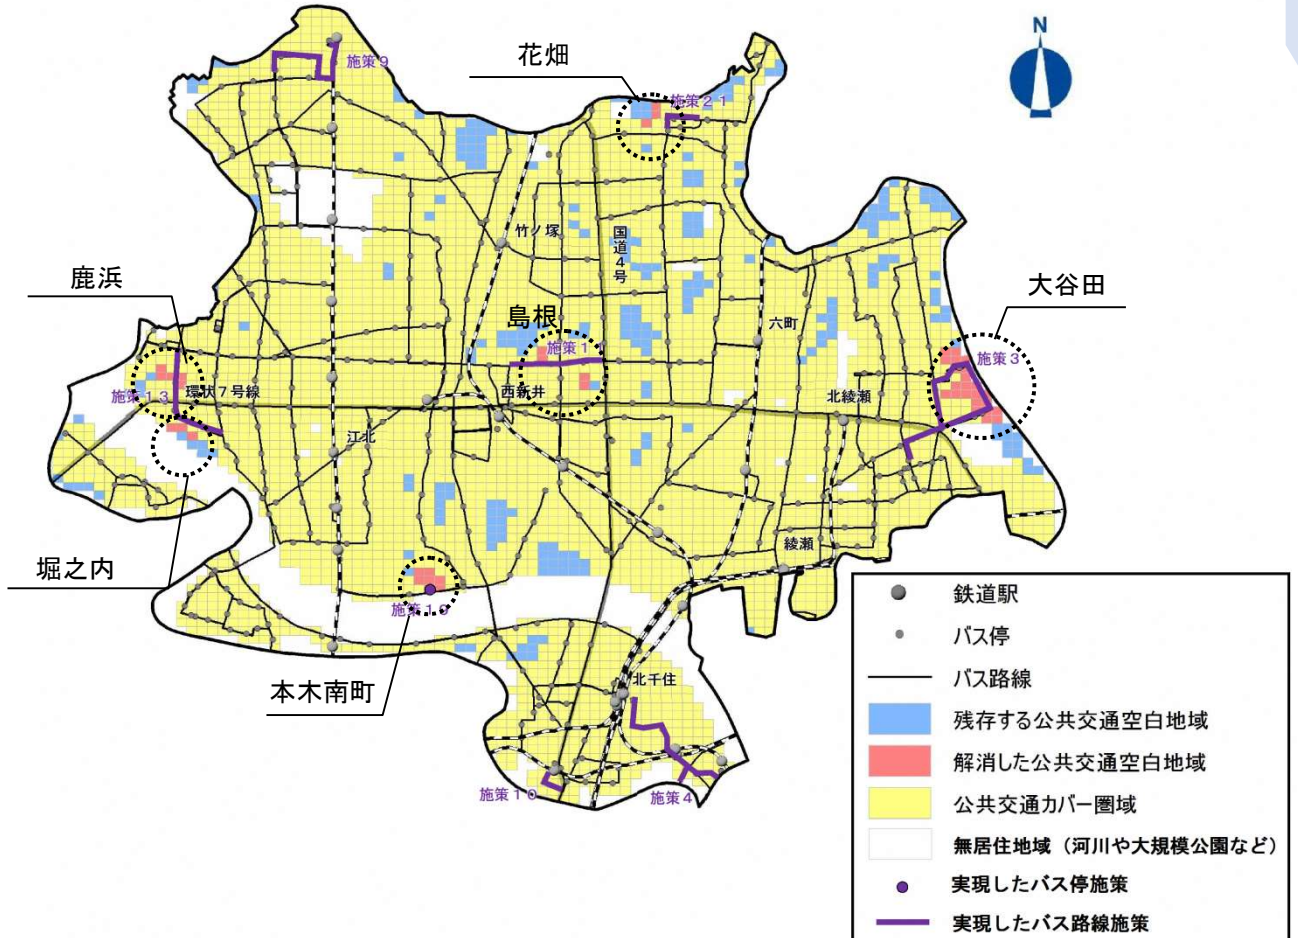 N
花畑
施策９
施策２１
竹ノ塚
国道４号
鹿浜
大谷田
島根
六町
施策１
施策３
施策１３
環状７号線
西新井
北綾瀬
江北
綾瀬
堀之内
施策１９
本木南町
北千住
施策１０
施策４
鉄道駅
バス停
バス路線
残存する公共交通空白地域
解消した公共交通空白地域
公共交通カバー圏域
無居住地域（河川や大規模公園など）
実現したバス停施策
実現したバス路線施策